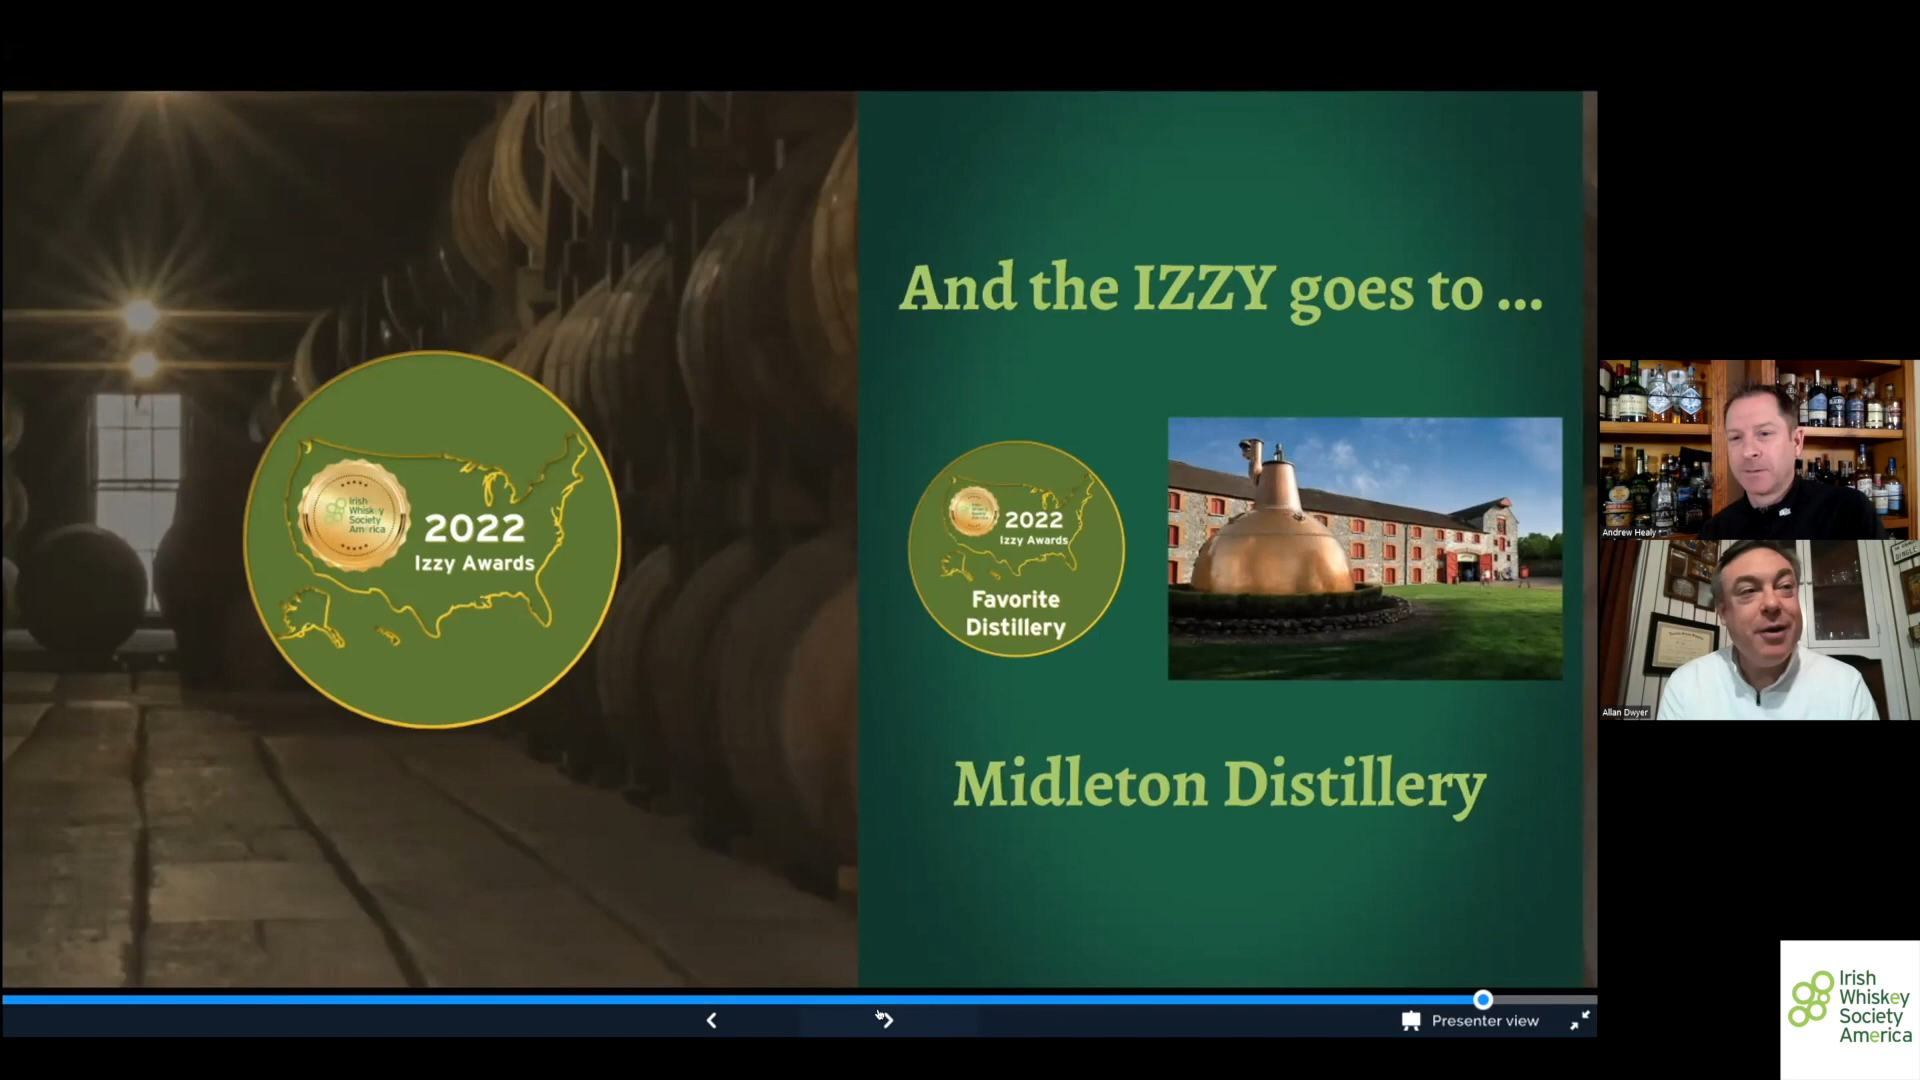 And the IZZY goes to ...
Irish
Whiskey
Society
America
2022
Izzy Awards
2022
Izzy Awards
Favorite
Distillery
Midleton Distillery
Andrew Healy
Allan Dwyer
Presenter view
Irish
Whiskey
Society
America